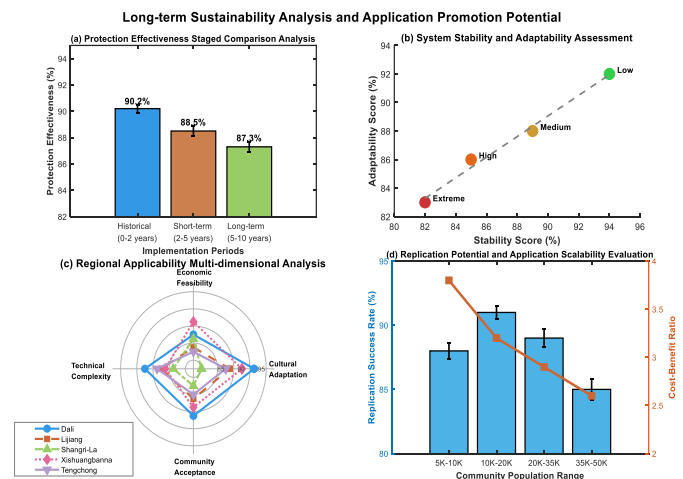 Long-term Sustainability Analysis and Application Promotion Potential
(a) Protection Effectiveness Staged Comparison Analysis
Protection Effectiveness (%)
94
92
90
88
86
84
82
90.2%
88.5%
87.3%
Historical
(0-2 years)
Short-term
(2-5 years)
Long-term
(5-10 years)
Implementation Periods
(b) System Stability and Adaptability Assessment
Adaptability Score (%)
94
92
90
88
86
84
82
Low
Medium
High
Extreme
80
82
84
86
88
90
92
94
96
Stability Score (%)
(c) Regional Applicability Multi-dimensional Analysis
Economic
Feasibility
Technical
Complexity
Cultural
Adaptation
95
Community
Acceptance
Dali
Lijiang
Shangri-La
Xishuangbanna
Tengchong
(d) Replication Potential and Application Scalability Evaluation
Replication Success Rate (%)
95
90
85
80
4
3.5
3
2.5
2
Cost-Benefit Ratio
5K-10K
10K-20K
20K-35K
35K-50K
Community Population Range